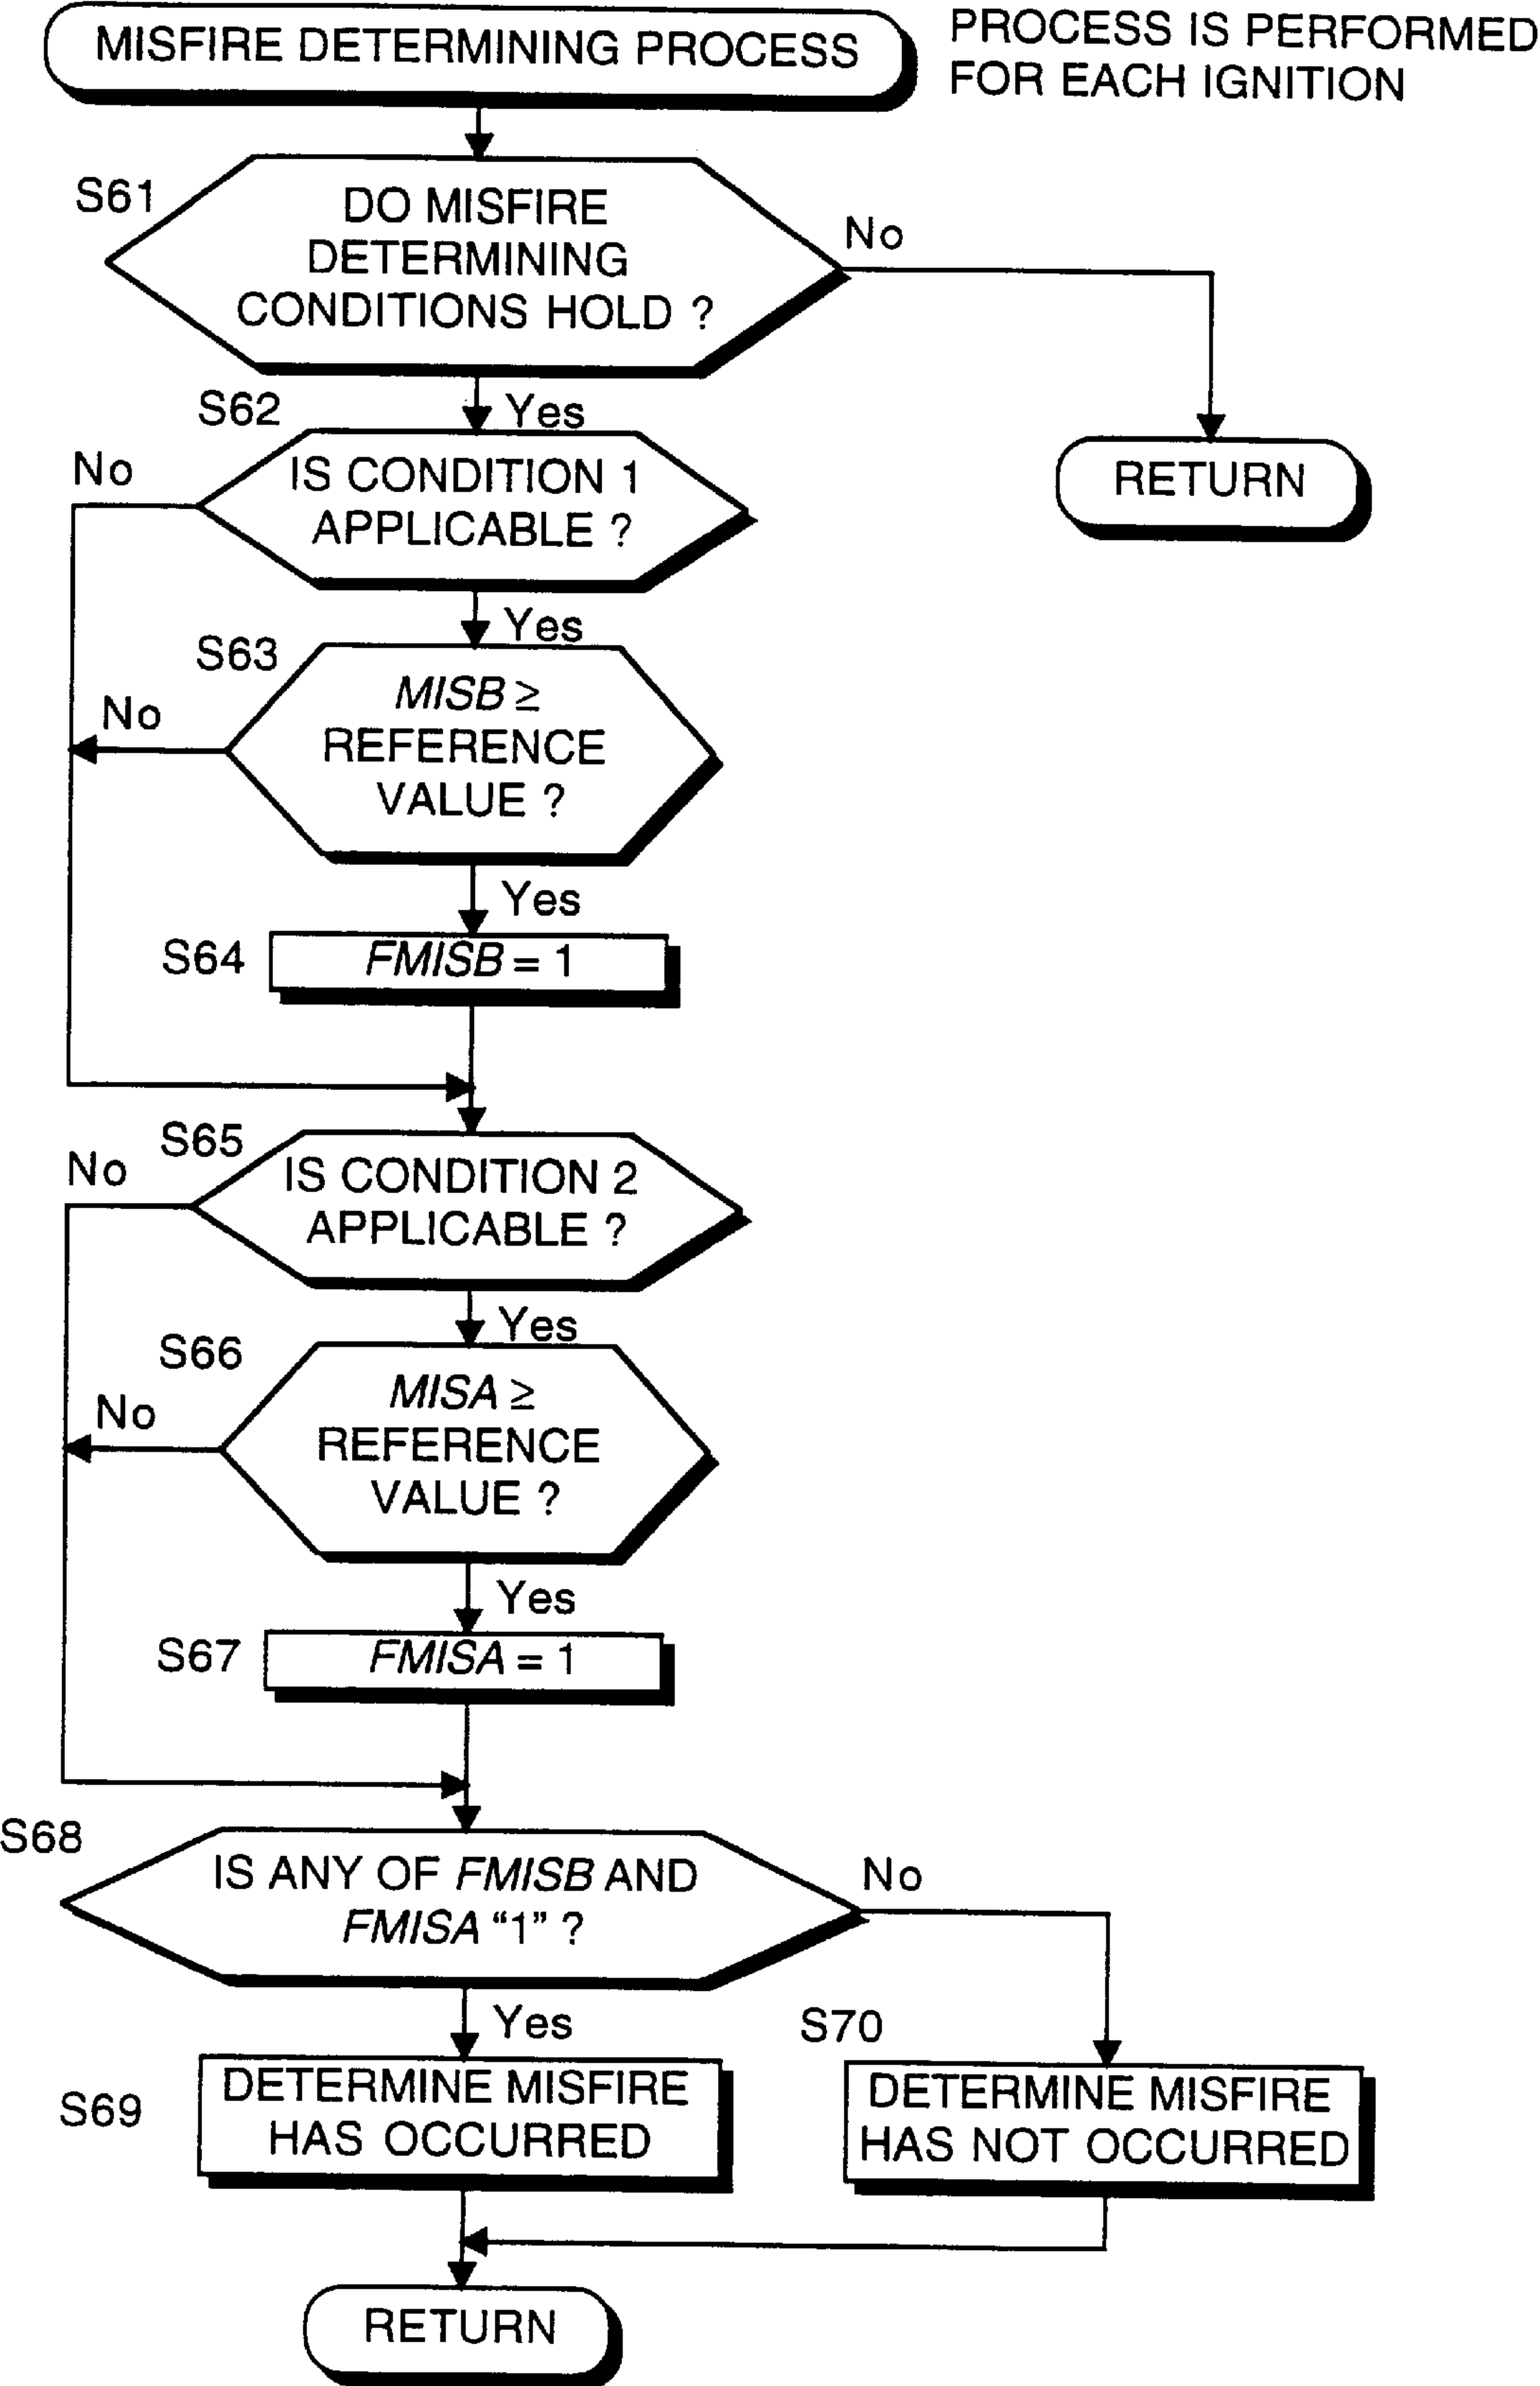 MISFIRE DETERMINING PROCESS
PROCESS IS PERFORMED
FOR EACH IGNITION
S61
DO MISFIRE
DETERMINING
CONDITIONS HOLD ?
No
Yes
RETURN
S62
No
IS CONDITION 1
APPLICABLE ?
Yes
S63
No
MISB ≥
REFERENCE
VALUE ?
Yes
S64
FMISB = 1
S65
No
IS CONDITION 2
APPLICABLE ?
Yes
S66
No
MISA ≥
REFERENCE
VALUE ?
Yes
S67
FMISA = 1
S68
IS ANY OF FMISB AND
FMISA “1” ?
No
Yes
S69
DETERMINE MISFIRE
HAS OCCURRED
S70
DETERMINE MISFIRE
HAS NOT OCCURRED
RETURN